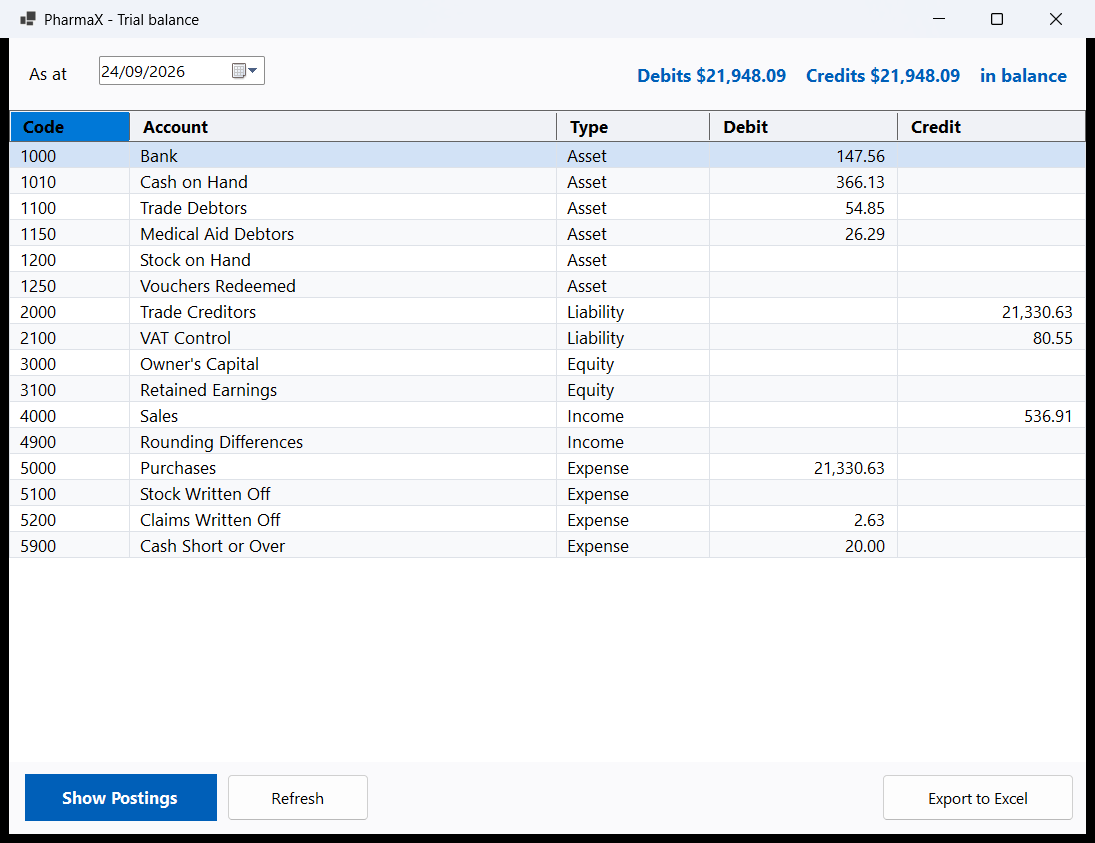 PharmaX - Trial balance
As at 24/09/2026 Debits $21,948.09 Credits $21,948.09 in balance
Code Account Type Debit Credit
1000 Bank Asset 147.56
1010 Cash on Hand Asset 366.13
1100 Trade Debtors Asset 54.85
1150 Medical Aid Debtors Asset 26.29
1200 Stock on Hand Asset
1250 Vouchers Redeemed Asset
2000 Trade Creditors Liability 21,330.63
2100 VAT Control Liability 80.55
3000 Owner's Capital Equity
3100 Retained Earnings Equity
4000 Sales Income 536.91
4900 Rounding Differences Income
5000 Purchases Expense 21,330.63
5100 Stock Written Off Expense
5200 Claims Written Off Expense 2.63
5900 Cash Short or Over Expense 20.00
Show Postings Refresh Export to Excel